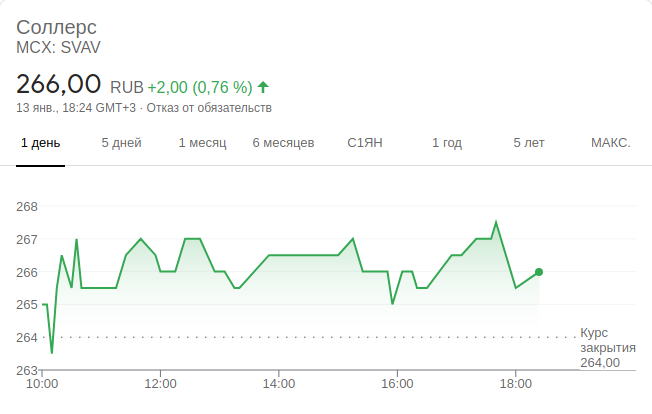 Соллерс
MCX: SVAV
266,00 RUB +2,00 (0,76 %)
13 янв., 18:24 GMT+3 · Отказ от обязательств
1 день 5 дней 1 месяц 6 месяцев С1ЯН 1 год 5 лет МАКС.
268
267
266
265
264
Курс
закрытия
264,00
263
10:00 12:00 14:00 16:00 18:00